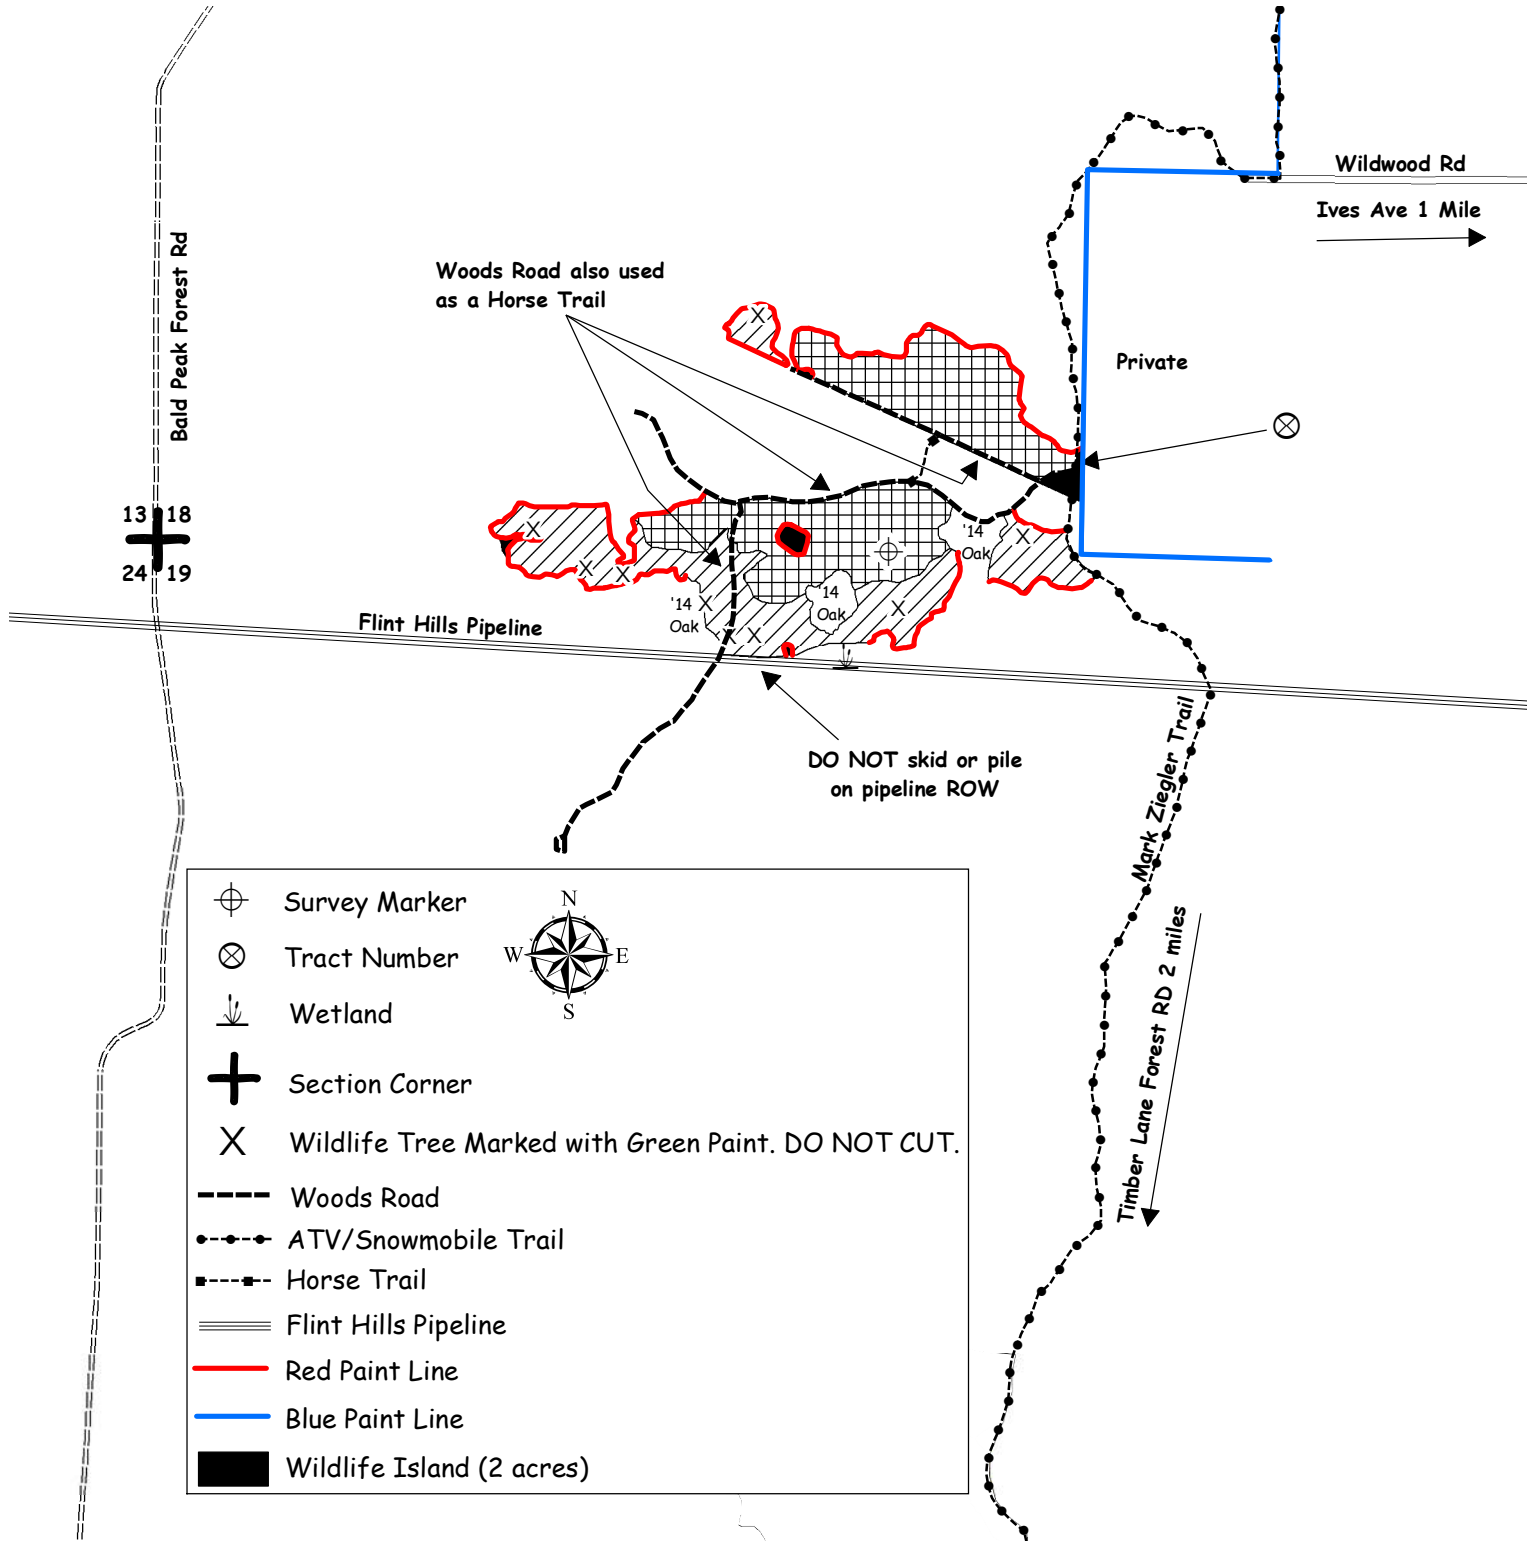 Wildwood Rd
Ives Ave 1 Mile
Bald Peak Forest Rd
Woods Road also used
as a Horse Trail
X
Private
13 18
24 19
X
X
X
'14
Oak
X
'14
Oak
X
'14
Oak
X
X
X
Flint Hills Pipeline
DO NOT skid or pile
on pipeline ROW
Mark Ziegler Trail
Timber Lane Forest RD 2 miles
Survey Marker
Tract Number
Wetland
Section Corner
X Wildlife Tree Marked with Green Paint. DO NOT CUT.
Woods Road
ATV/Snowmobile Trail
Horse Trail
Flint Hills Pipeline
Red Paint Line
Blue Paint Line
Wildlife Island (2 acres)
N
W E
S